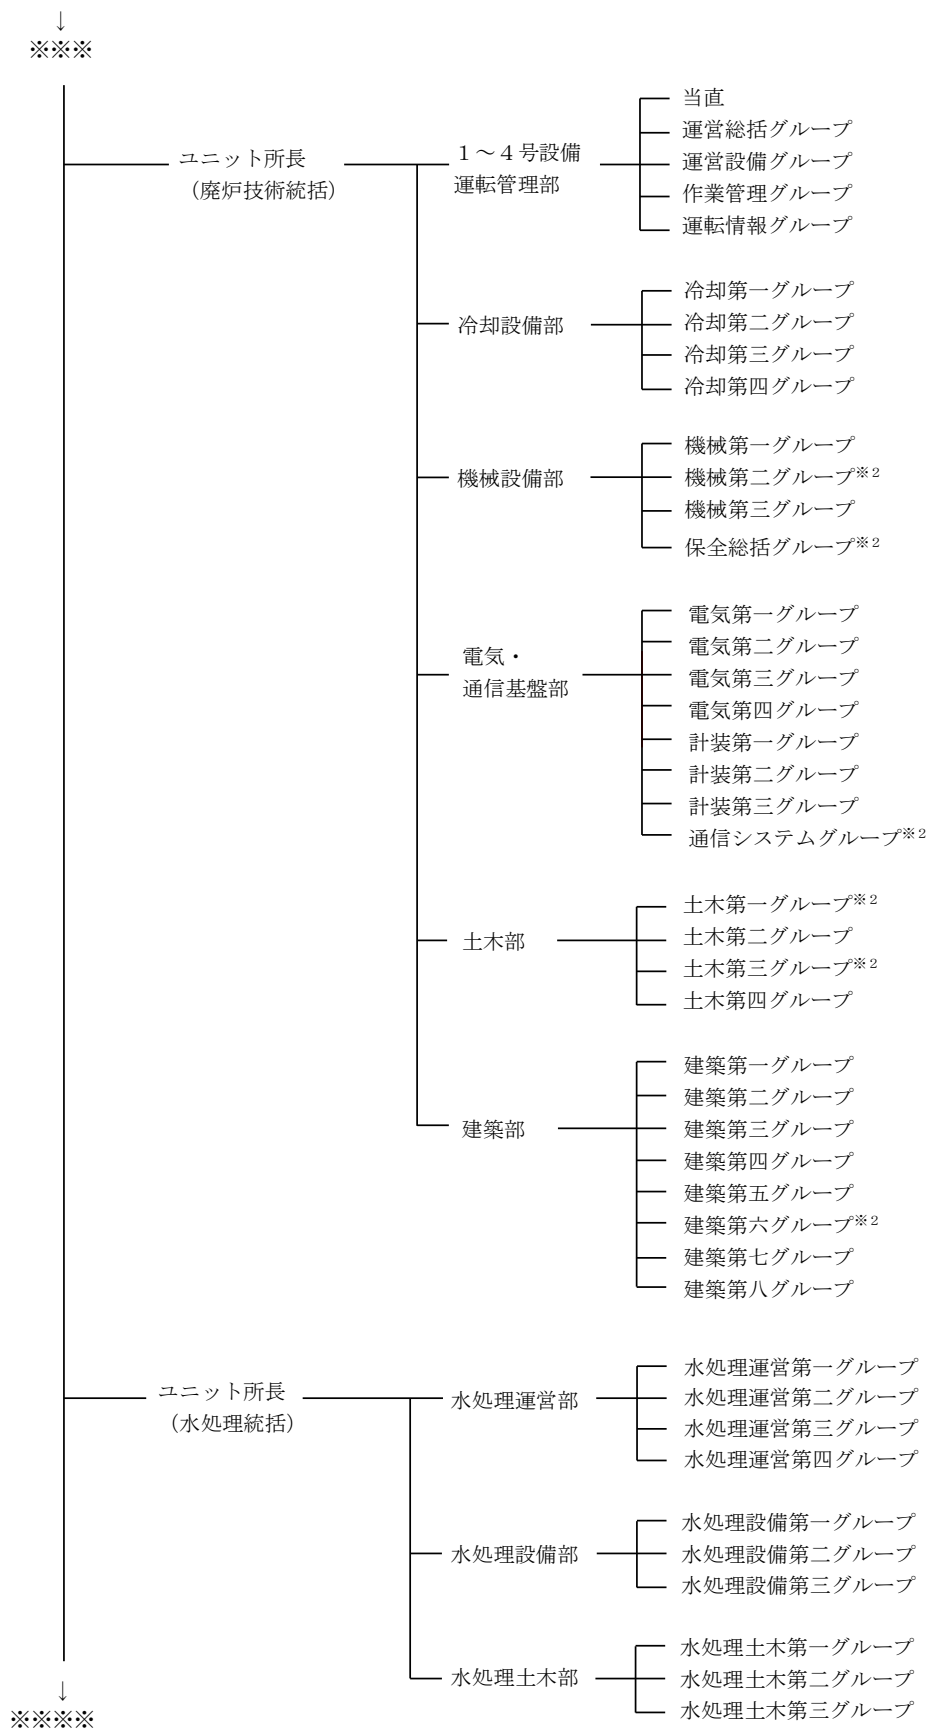 ↓
※※※
ユニット所長
（廃炉技術統括）
１～４号設備
運転管理部
当直
運営総括グループ
運営設備グループ
作業管理グループ
運転情報グループ
冷却設備部
冷却第一グループ
冷却第二グループ
冷却第三グループ
冷却第四グループ
機械設備部
機械第一グループ
機械第二グループ※２
機械第三グループ
保全総括グループ※２
電気・
通信基盤部
電気第一グループ
電気第二グループ
電気第三グループ
電気第四グループ
計装第一グループ
計装第二グループ
計装第三グループ
通信システムグループ※２
土木部
土木第一グループ※２
土木第二グループ
土木第三グループ※２
土木第四グループ
建築部
建築第一グループ
建築第二グループ
建築第三グループ
建築第四グループ
建築第五グループ
建築第六グループ※２
建築第七グループ
建築第八グループ
ユニット所長
（水処理統括）
水処理運営部
水処理運営第一グループ
水処理運営第二グループ
水処理運営第三グループ
水処理運営第四グループ
水処理設備部
水処理設備第一グループ
水処理設備第二グループ
水処理設備第三グループ
水処理土木部
水処理土木第一グループ
水処理土木第二グループ
水処理土木第三グループ
↓
※※※※